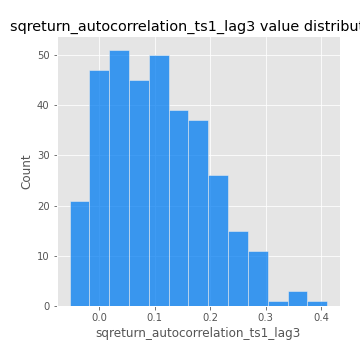 sqreturn_autocorrelation_ts1_lag3 value distribut
50
40
30
20
10
0
Count
0.0 0.1 0.2 0.3 0.4
sqreturn_autocorrelation_ts1_lag3